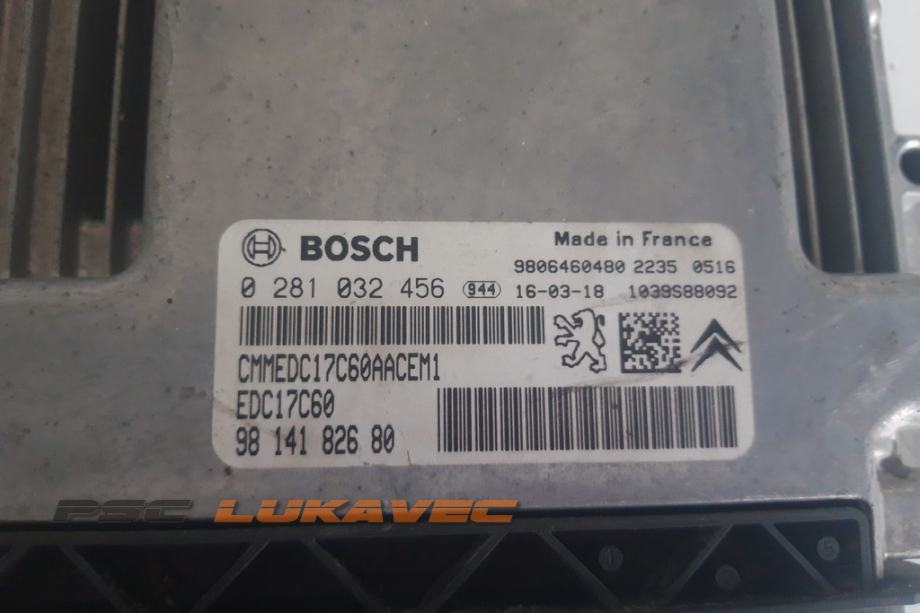 BOSCH
Made in France
9806460480 2235 0516
0 281 032 456 944 16-03-18 1039S88092
CMMEDC17C60AACEM1
EDC17C60
98 141 826 80
PSC LUKAVEC